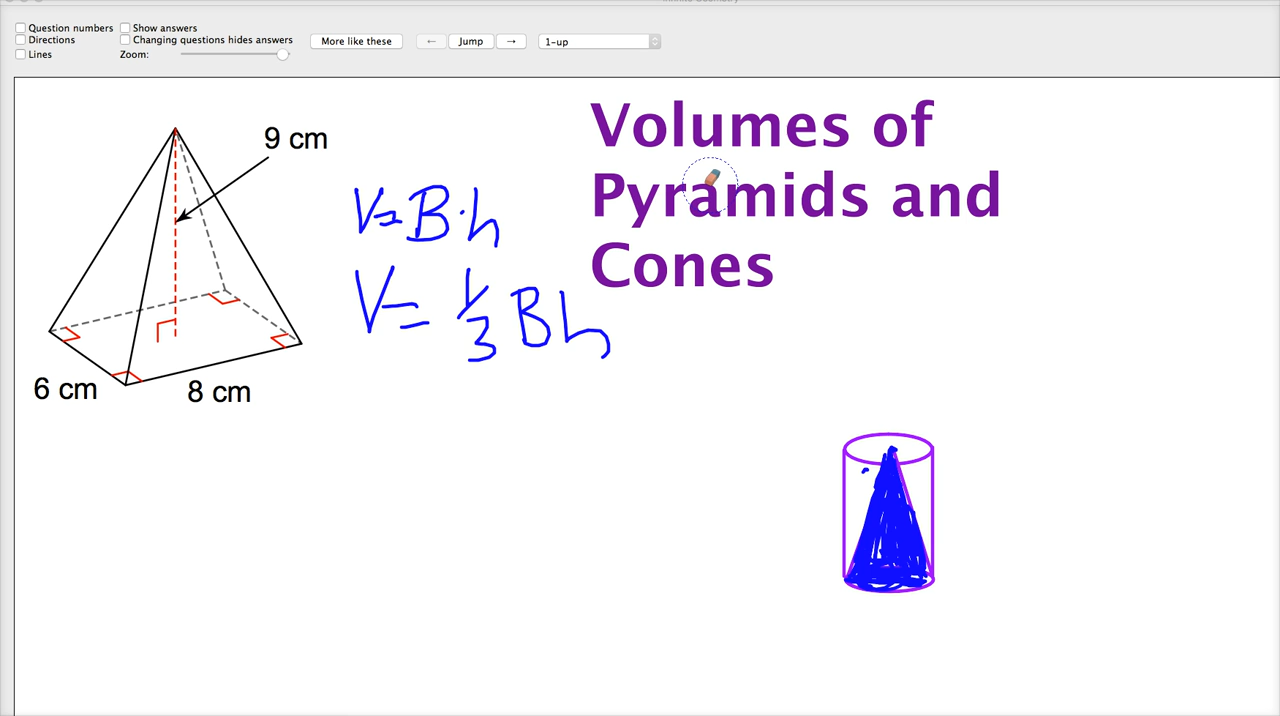 Question numbers
Show answers
Directions
Changing questions hides answers
Lines
Zoom:
More like these
←
Jump
→
1-up
9 cm
6 cm
8 cm
V=B·h
V=1/3Bh
Volumes of
Pyramids and
Cones